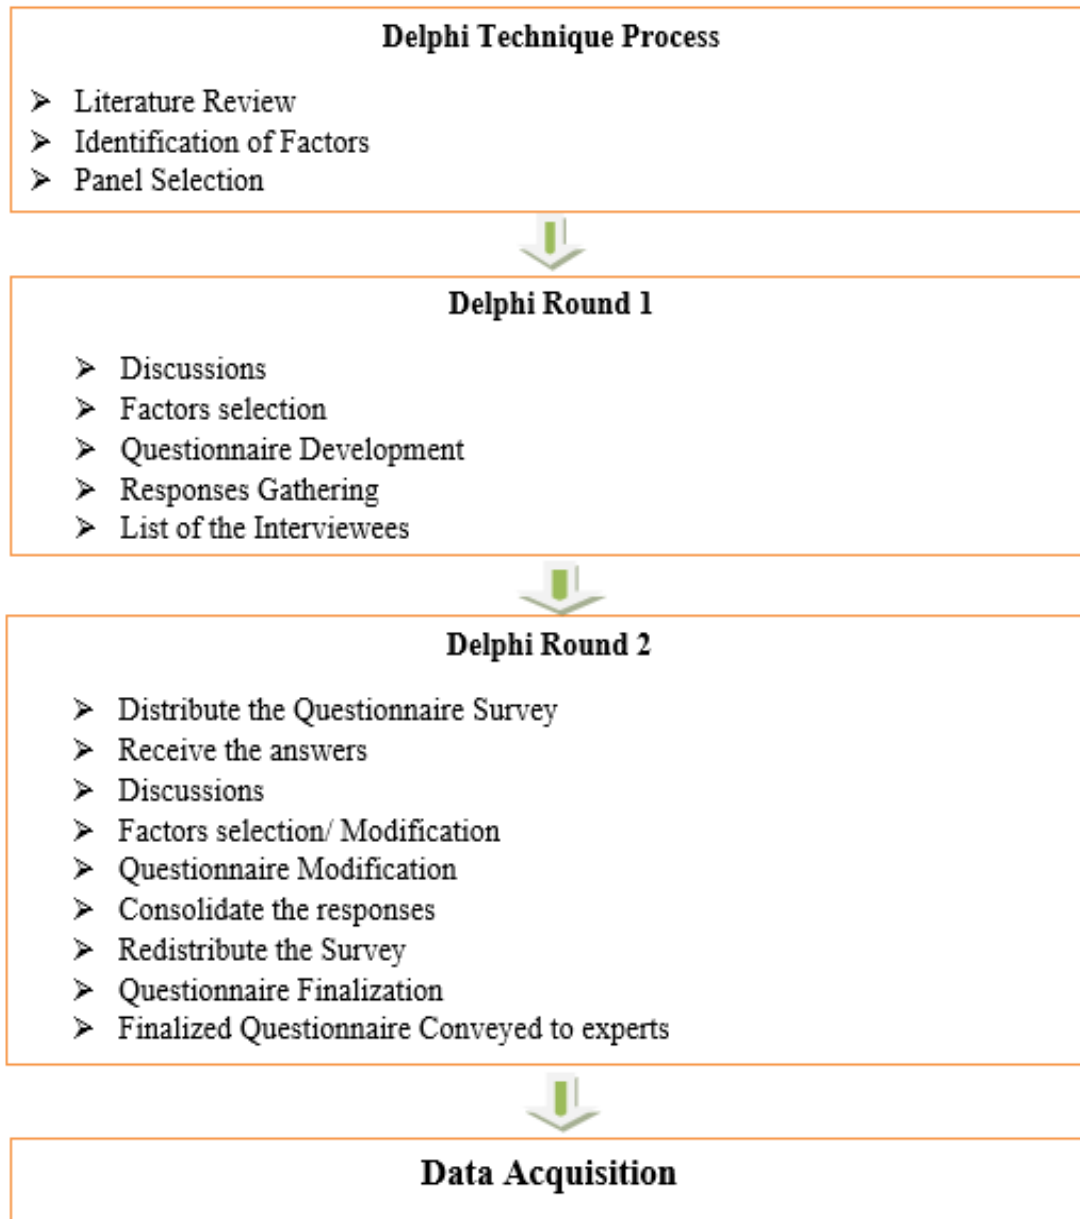 Delphi Technique Process
➢ Literature Review
➢ Identification of Factors
➢ Panel Selection
Delphi Round 1
➢ Discussions
➢ Factors selection
➢ Questionnaire Development
➢ Responses Gathering
➢ List of the Interviewees
Delphi Round 2
➢ Distribute the Questionnaire Survey
➢ Receive the answers
➢ Discussions
➢ Factors selection/ Modification
➢ Questionnaire Modification
➢ Consolidate the responses
➢ Redistribute the Survey
➢ Questionnaire Finalization
➢ Finalized Questionnaire Conveyed to experts
Data Acquisition